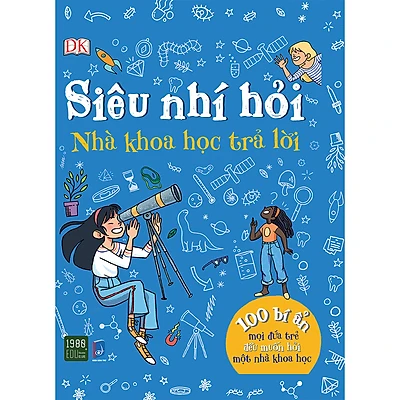 DK
Siêu nhí hỏi
Nhà khoa học trả lời
100 bí ẩn
mọi đứa trẻ
đều muốn hỏi
một nhà khoa học
1980
EDU